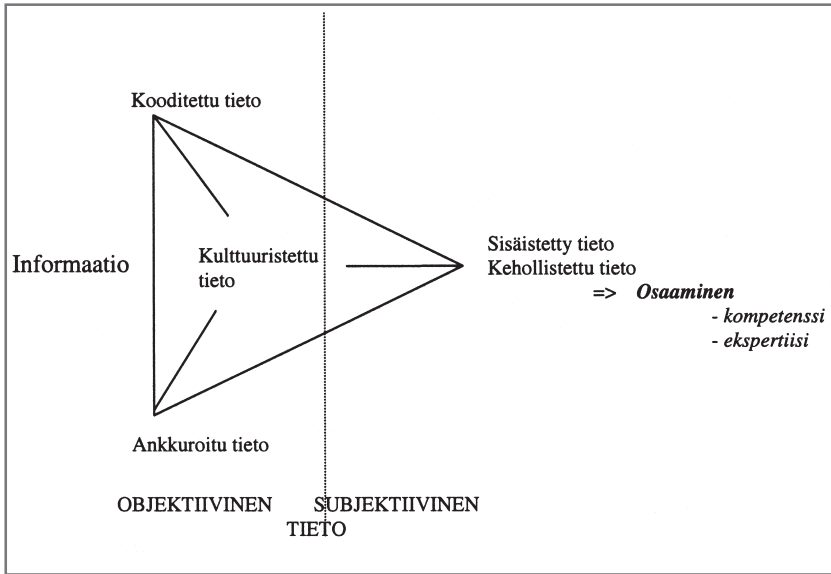 Kooditettu tieto
Informaatio
Kulttuuristettu
tieto
Sisäistetty tieto
Kehollistettu tieto
=> Osaaminen
- kompetenssi
- ekspertiisi
Ankkuroitu tieto
OBJEKTIIVINEN SUBJEKTIIVINEN
TIETO